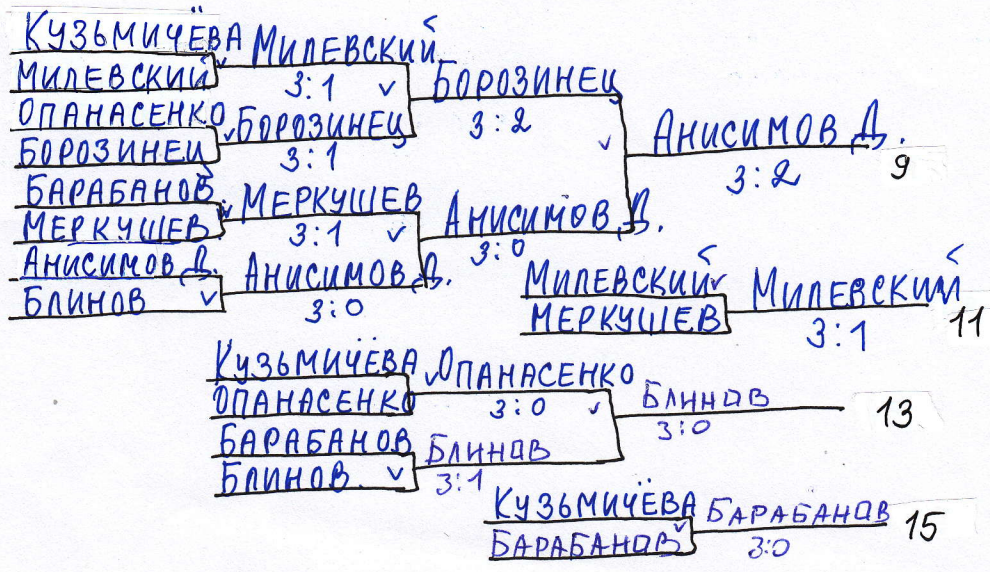 КУЗЬМИЧЁВА
МИЛЕВСКИЙ
МИЛЕВСКИЙ
3:1
ОПАНАСЕНКО
БОРОЗИНЕЦ
БОРОЗИНЕЦ
3:1
БОРОЗИНЕЦ
3:2
БАРАБАНОВ
МЕРКУШЕВ
МЕРКУШЕВ
3:1
АНИСИМОВ Д.
БЛИНОВ
АНИСИМОВ Д.
3:0
АНИСИМОВ Д.
3:0
АНИСИМОВ Д.
3:2
9
МИЛЕВСКИЙ
МЕРКУШЕВ
МИЛЕВСКИЙ
3:1
11
КУЗЬМИЧЁВА
ОПАНАСЕНКО
ОПАНАСЕНКО
3:0
БАРАБАНОВ
БЛИНОВ
БЛИНОВ
3:1
БЛИНОВ
3:0
13
КУЗЬМИЧЁВА
БАРАБАНОВ
БАРАБАНОВ
3:0
15